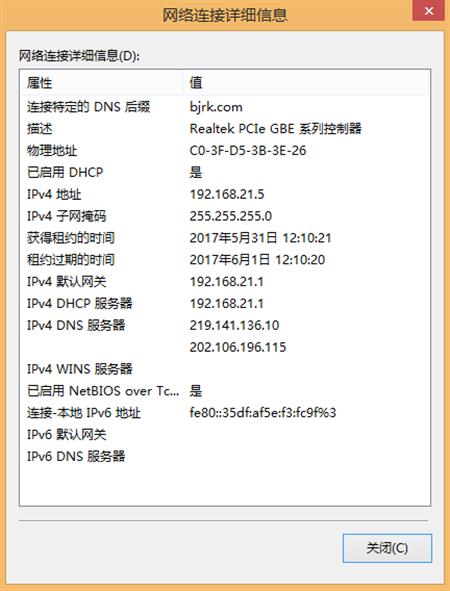 网络连接详细信息
网络连接详细信息(D):
属性 值
连接特定的 DNS 后缀 bjrk.com
描述 Realtek PCIe GBE 系列控制器
物理地址 C0-3F-D5-3B-3E-26
已启用 DHCP 是
IPv4 地址 192.168.21.5
IPv4 子网掩码 255.255.255.0
获得租约的时间 2017年5月31日 12:10:21
租约过期的时间 2017年6月1日 12:10:20
IPv4 默认网关 192.168.21.1
IPv4 DHCP 服务器 192.168.21.1
IPv4 DNS 服务器 219.141.136.10
202.106.196.115
IPv4 WINS 服务器
已启用 NetBIOS over Tc... 是
连接-本地 IPv6 地址 fe80::35df:af5e:f3:fc9f%3
IPv6 默认网关
IPv6 DNS 服务器
关闭(C)